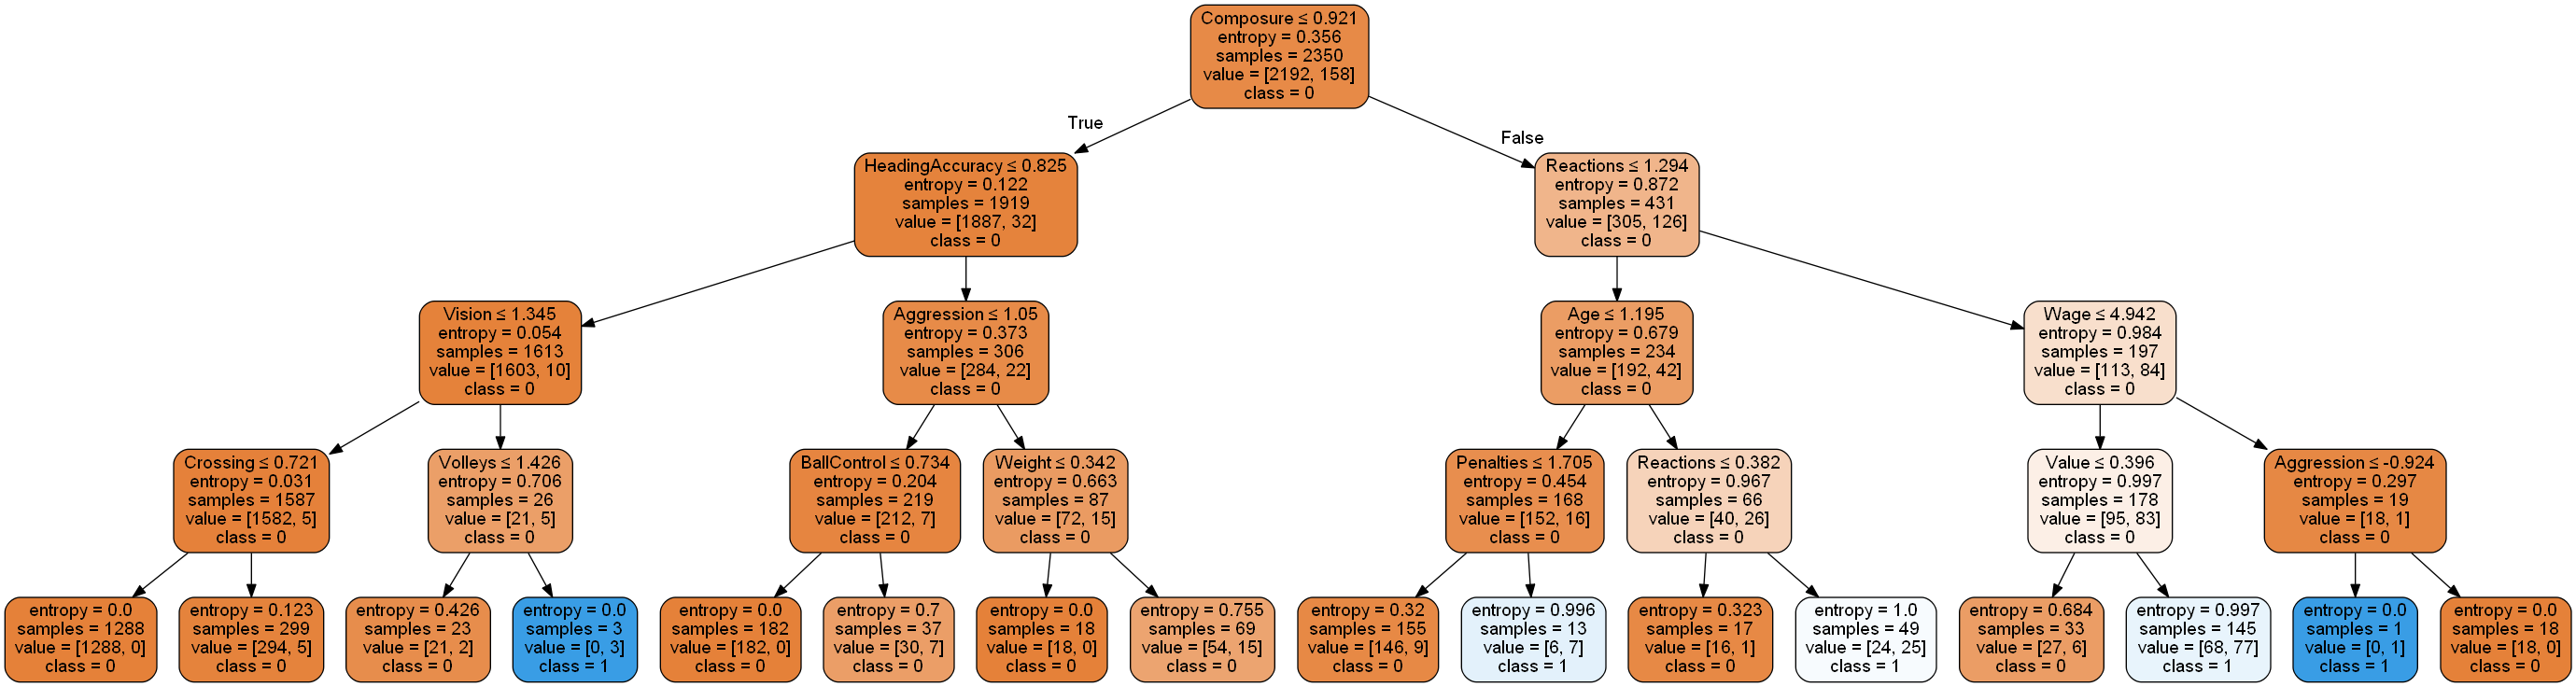 Composure ≤ 0.921
entropy = 0.356
samples = 2350
value = [2192, 158]
class = 0
True
False
HeadingAccuracy ≤ 0.825
entropy = 0.122
samples = 1919
value = [1887, 32]
class = 0
Reactions ≤ 1.294
entropy = 0.872
samples = 431
value = [305, 126]
class = 0
Vision ≤ 1.345
entropy = 0.054
samples = 1613
value = [1603, 10]
class = 0
Aggression ≤ 1.05
entropy = 0.373
samples = 306
value = [284, 22]
class = 0
Age ≤ 1.195
entropy = 0.679
samples = 234
value = [192, 42]
class = 0
Wage ≤ 4.942
entropy = 0.984
samples = 197
value = [113, 84]
class = 0
Crossing ≤ 0.721
entropy = 0.031
samples = 1587
value = [1582, 5]
class = 0
Volleys ≤ 1.426
entropy = 0.706
samples = 26
value = [21, 5]
class = 0
BallControl ≤ 0.734
entropy = 0.204
samples = 219
value = [212, 7]
class = 0
Weight ≤ 0.342
entropy = 0.663
samples = 87
value = [72, 15]
class = 0
Penalties ≤ 1.705
entropy = 0.454
samples = 168
value = [152, 16]
class = 0
Reactions ≤ 0.382
entropy = 0.967
samples = 66
value = [40, 26]
class = 0
Value ≤ 0.396
entropy = 0.997
samples = 178
value = [95, 83]
class = 0
Aggression ≤ -0.924
entropy = 0.297
samples = 19
value = [18, 1]
class = 0
entropy = 0.0
samples = 1288
value = [1288, 0]
class = 0
entropy = 0.123
samples = 299
value = [294, 5]
class = 0
entropy = 0.426
samples = 23
value = [21, 2]
class = 0
entropy = 0.0
samples = 3
value = [0, 3]
class = 1
entropy = 0.0
samples = 182
value = [182, 0]
class = 0
entropy = 0.7
samples = 37
value = [30, 7]
class = 0
entropy = 0.0
samples = 18
value = [18, 0]
class = 0
entropy = 0.755
samples = 69
value = [54, 15]
class = 0
entropy = 0.32
samples = 155
value = [146, 9]
class = 0
entropy = 0.996
samples = 13
value = [6, 7]
class = 1
entropy = 0.323
samples = 17
value = [16, 1]
class = 0
entropy = 1.0
samples = 49
value = [24, 25]
class = 1
entropy = 0.684
samples = 33
value = [27, 6]
class = 0
entropy = 0.997
samples = 145
value = [68, 77]
class = 1
entropy = 0.0
samples = 1
value = [0, 1]
class = 1
entropy = 0.0
samples = 18
value = [18, 0]
class = 0